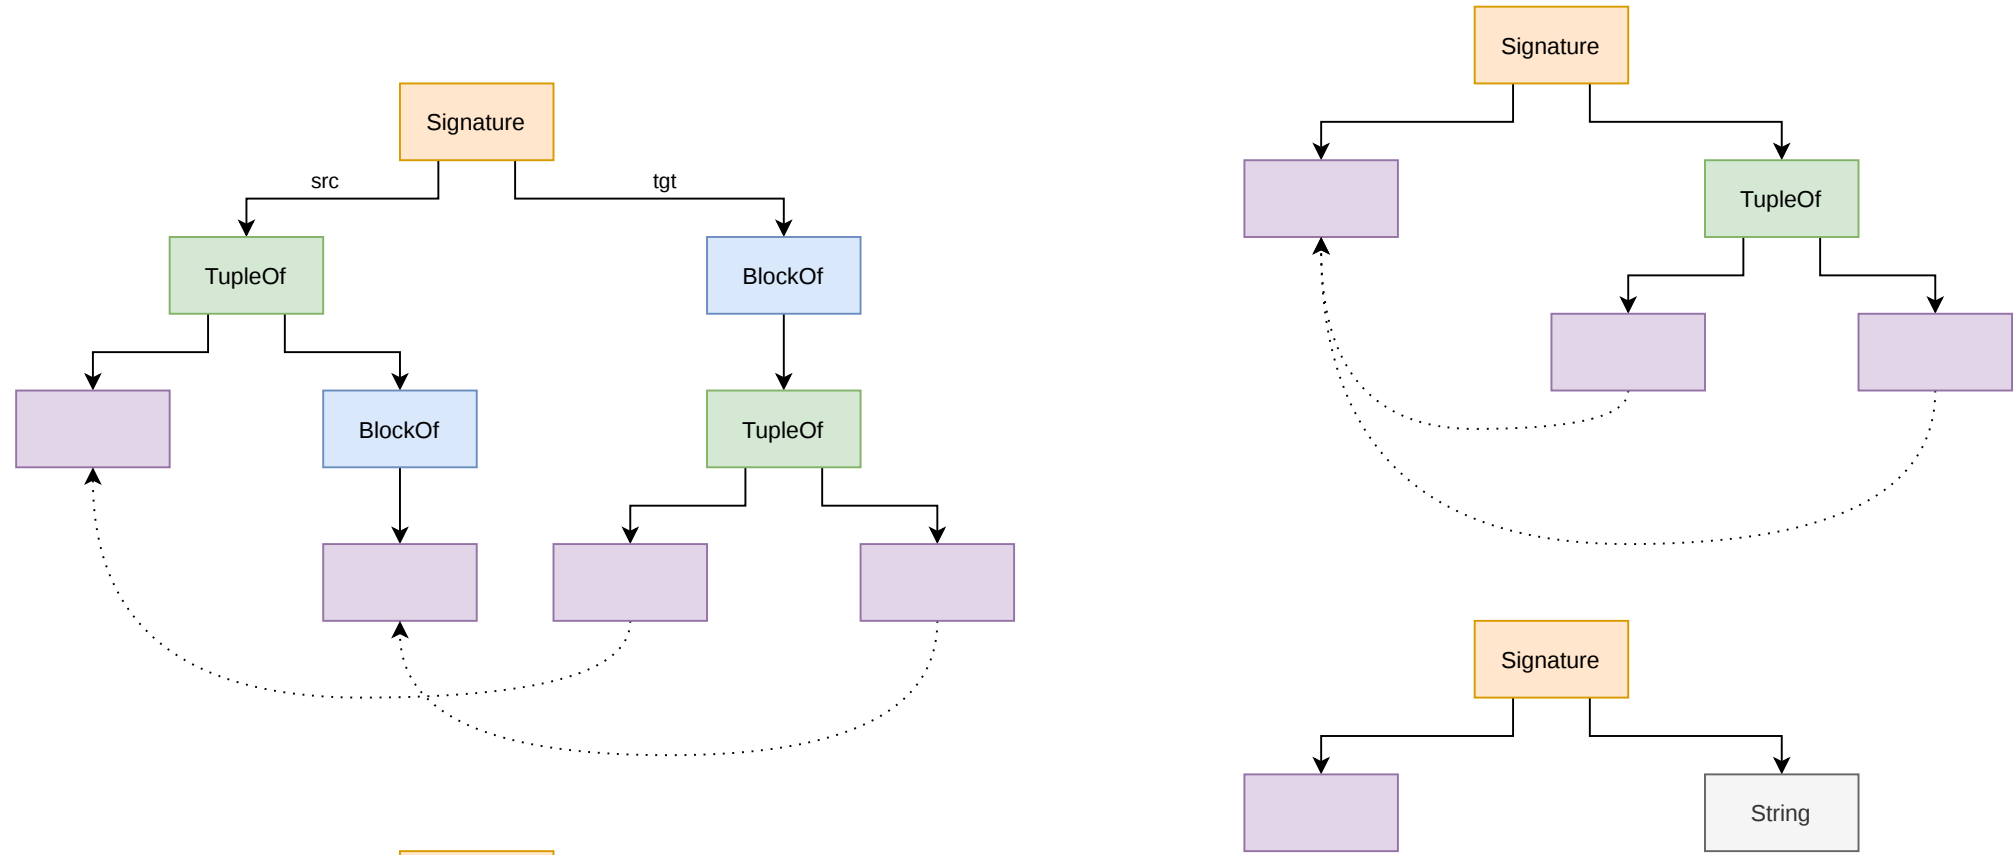 Signature
src
tgt
TupleOf
BlockOf
BlockOf
TupleOf
Signature
TupleOf
Signature
String